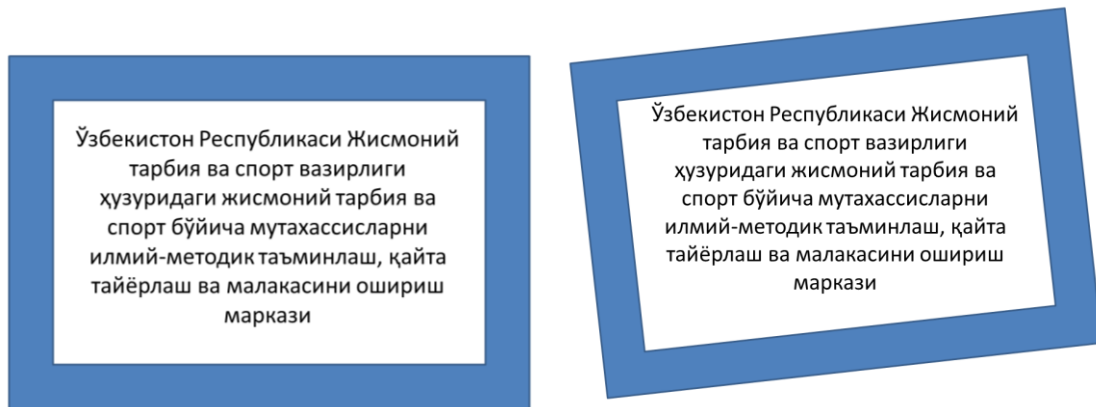 Ўзбекистон Республикаси Жисмоний
тарбия ва спорт вазирлиги
ҳузуридаги жисмоний тарбия ва
спорт бўйича мутахассисларни
илмий-методик таъминлаш, қайта
тайёрлаш ва малакасини ошириш
маркази
Ўзбекистон Республикаси Жисмоний
тарбия ва спорт вазирлиги
ҳузуридаги жисмоний тарбия ва
спорт бўйича мутахассисларни
илмий-методик таъминлаш, қайта
тайёрлаш ва малакасини ошириш
маркази